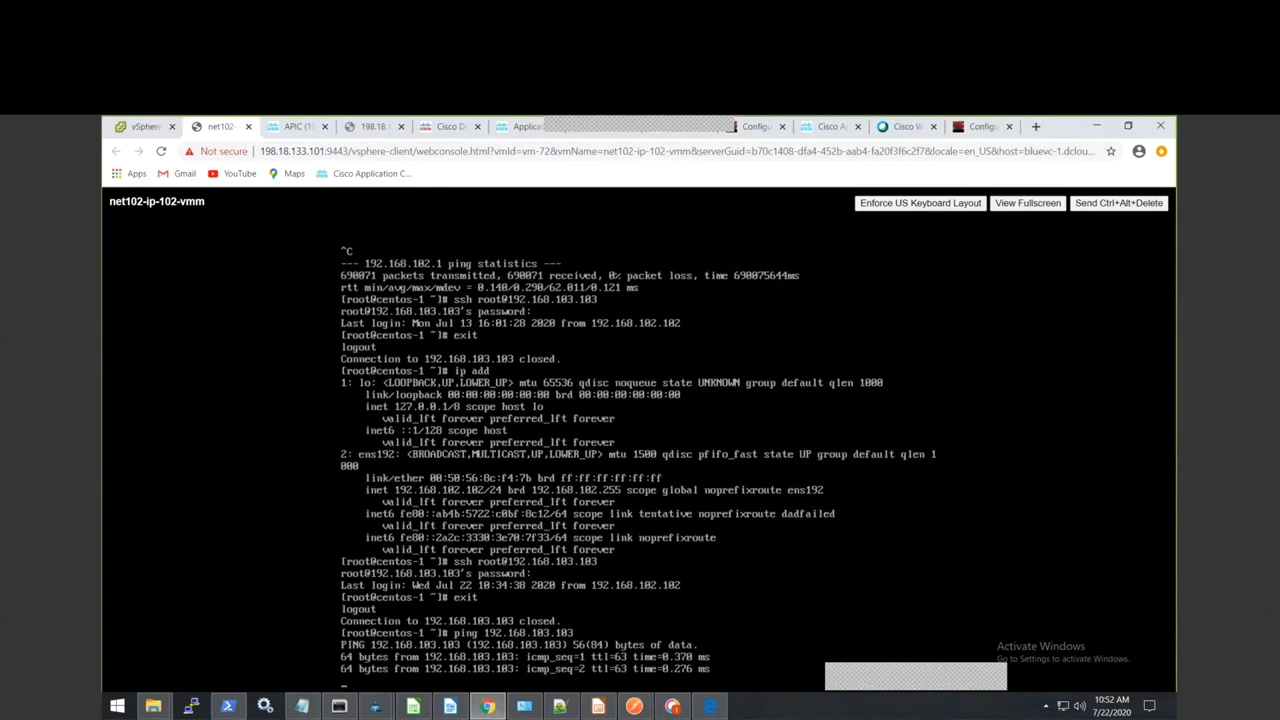 vSphere
net102-
APIC (1
198.18.
Cisco D
Applica
Configu
Cisco A
Cisco W
Configu
Not secure
198.18.133.101:9443/vsphere-client/webconsole.html?vmId=vm-72&vmName=net102-ip-102-vmm&serverGuid=b70c1408-dfa4-452b-aab4-fa20f3f6c2f7&locale=en_US&host=bluevc-1.dclou...
Apps Gmail YouTube Maps Cisco Application C...
net102-ip-102-vmm
Enforce US Keyboard Layout
View Fullscreen
Send Ctrl+Alt+Delete
^C
--- 192.168.102.1 ping statistics ---
690071 packets transmitted, 690071 received, 0% packet loss, time 690075644ms
rtt min/avg/max/mdev = 0.140/0.290/62.011/0.121 ms
[root@centos-1 ~]# ssh root@192.168.103.103
root@192.168.103.103's password:
Last login: Mon Jul 13 16:01:28 2020 from 192.168.102.102
[root@centos-1 ~]# exit
logout
Connection to 192.168.103.103 closed.
[root@centos-1 ~]# ip add
1: lo: <LOOPBACK,UP,LOWER_UP> mtu 65536 qdisc noqueue state UNKNOWN group default qlen 1000
link/loopback 00:00:00:00:00:00 brd 00:00:00:00:00:00
inet 127.0.0.1/8 scope host lo
valid_lft forever preferred_lft forever
inet6 ::1/128 scope host
valid_lft forever preferred_lft forever
2: ens192: <BROADCAST,MULTICAST,UP,LOWER_UP> mtu 1500 qdisc pfifo_fast state UP group default qlen 1
000
link/ether 00:50:56:8c:f4:7b brd ff:ff:ff:ff:ff:ff
inet 192.168.102.102/24 brd 192.168.102.255 scope global noprefixroute ens192
valid_lft forever preferred_lft forever
inet6 fe80::ab4b:5722:c0bf:8c12/64 scope link tentative noprefixroute dadfailed
valid_lft forever preferred_lft forever
inet6 fe80::2a2c:3330:3e70:7f33/64 scope link noprefixroute
valid_lft forever preferred_lft forever
[root@centos-1 ~]# ssh root@192.168.103.103
root@192.168.103.103's password:
Last login: Wed Jul 22 10:34:38 2020 from 192.168.102.102
[root@centos-1 ~]# exit
logout
Connection to 192.168.103.103 closed.
[root@centos-1 ~]# ping 192.168.103.103
PING 192.168.103.103 (192.168.103.103) 56(84) bytes of data.
64 bytes from 192.168.103.103: icmp_seq=1 ttl=63 time=0.370 ms
64 bytes from 192.168.103.103: icmp_seq=2 ttl=63 time=0.276 ms
Activate Windows
Go to Settings to activate Windows.
10:52 AM
7/22/2020